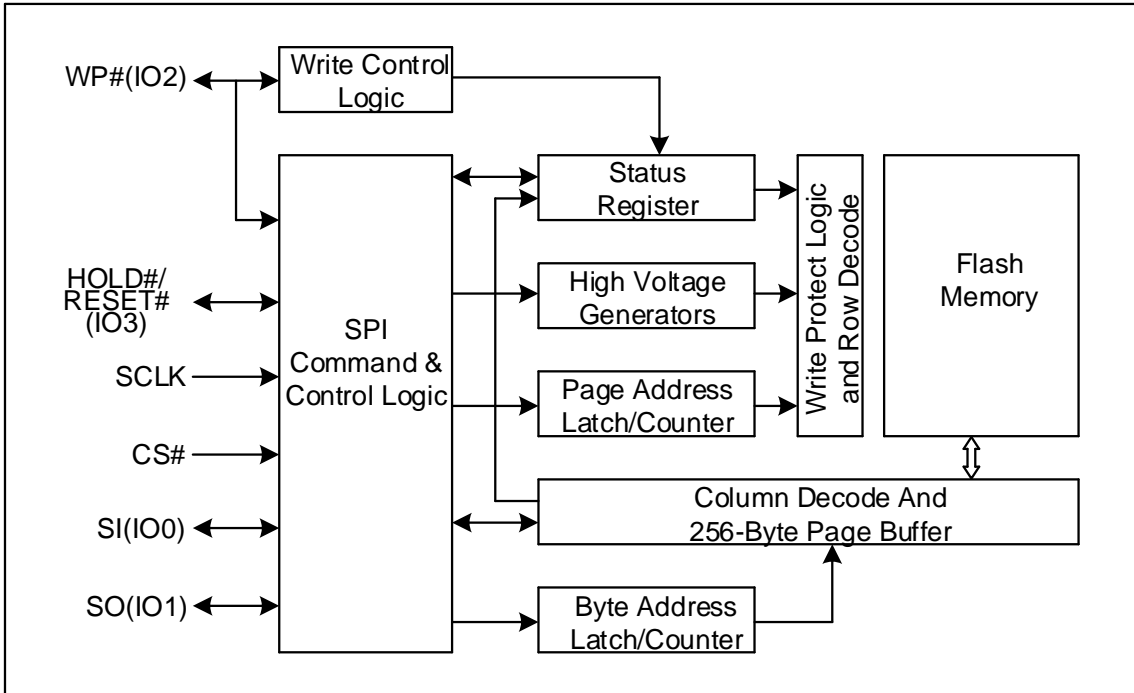 WP#(IO2)
Write Control
Logic
Status
Register
HOLD#/
RESET#
(IO3)
SCLK
CS#
SI(IO0)
SO(IO1)
SPI
Command &
Control Logic
High Voltage
Generators
Page Address
Latch/Counter
Write Protect Logic
and Row Decode
Flash
Memory
Column Decode And
256-Byte Page Buffer
Byte Address
Latch/Counter